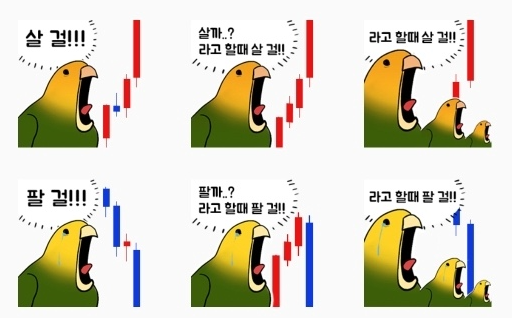 살 걸!!!
살까..?
라고 할때 살 걸!!
라고 할때 살 걸!!
팔 걸!!!
팔까..?
라고 할때 팔 걸!!
라고 할때 팔 걸!!